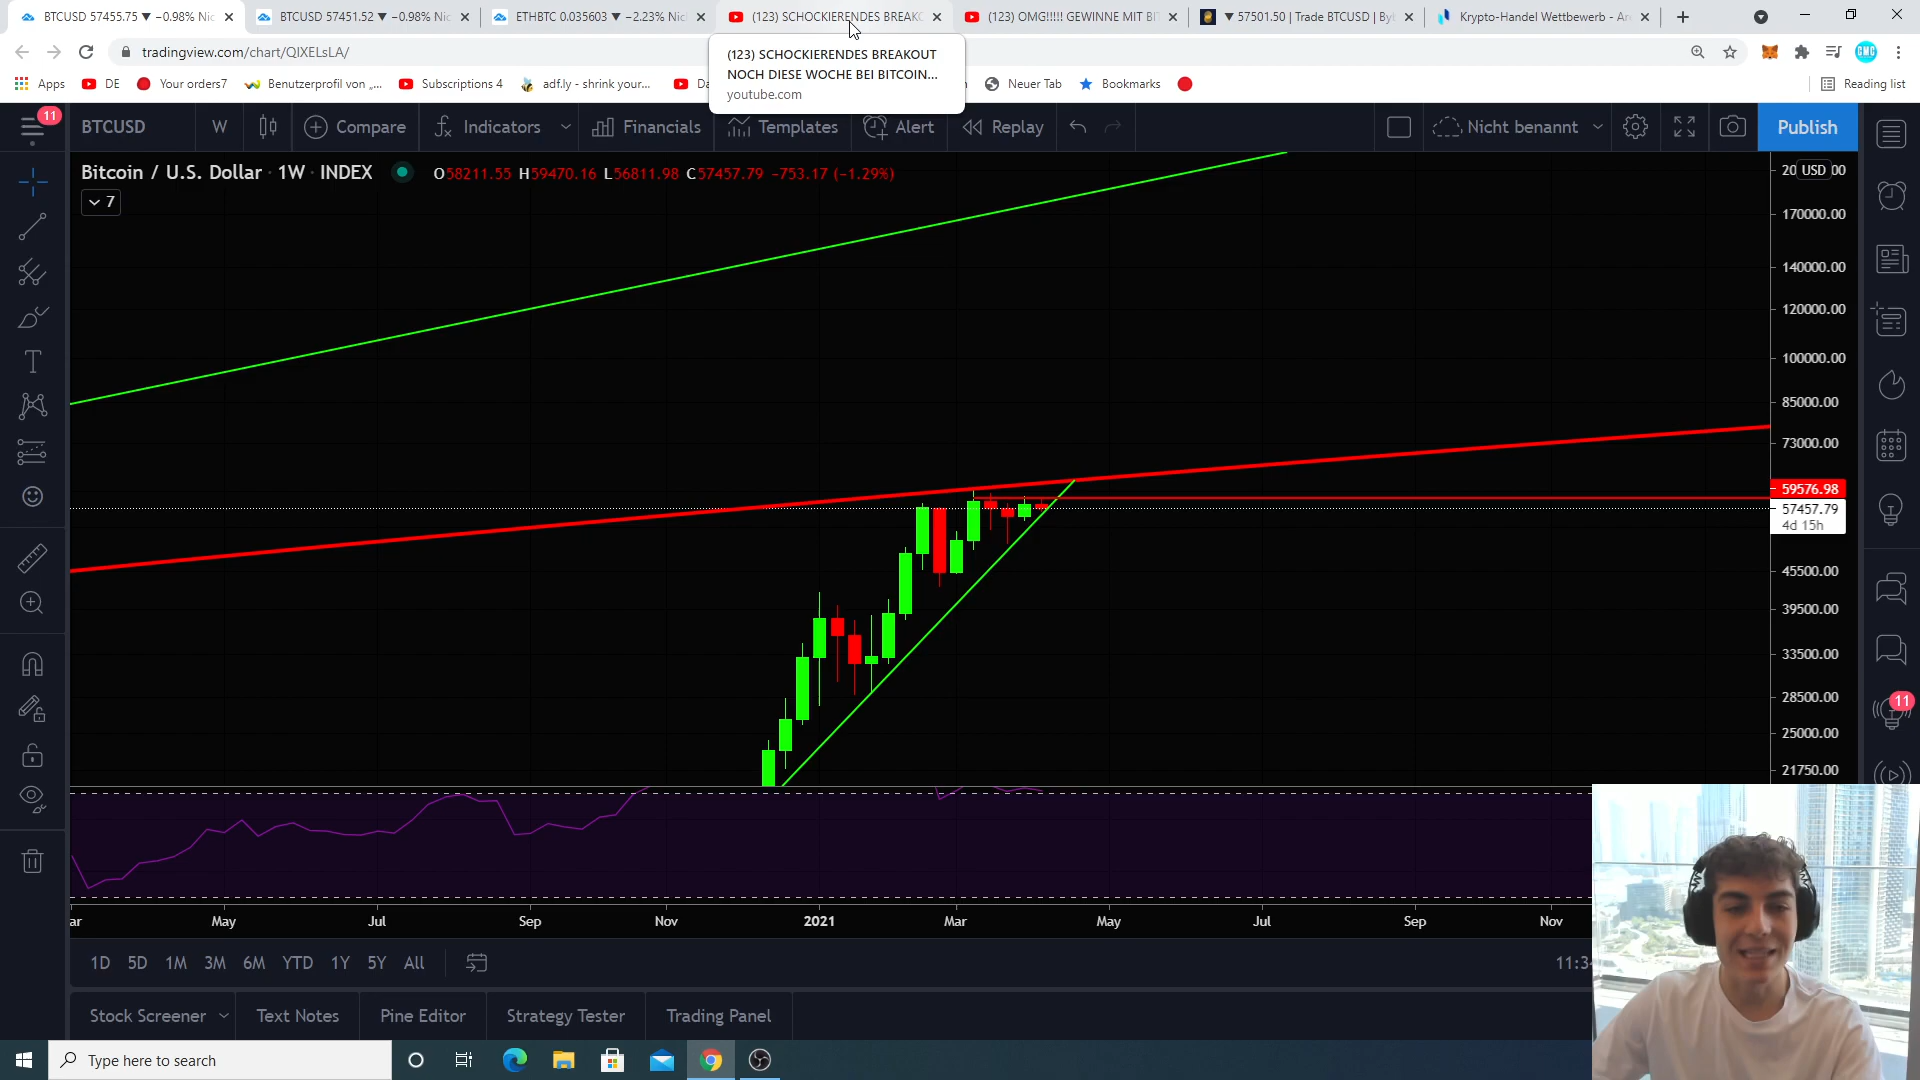 BTCUSD 57455.75 ▼ −0.98% Nic
BTCUSD 57451.52 ▼ −0.98% Nic
ETHBTC 0.035603 ▼ −2.23% Nic
(123) SCHOCKIERENDES BREAKO
(123) OMG!!!!! GEWINNE MIT BIT
▼ 57501.50 | Trade BTCUSD | Byb
Krypto-Handel Wettbewerb - An
tradingview.com/chart/QIXELsLA/
CMC
(123) SCHOCKIERENDES BREAKOUT
NOCH DIESE WOCHE BEI BITCOIN...
youtube.com
Apps
DE
Your orders7
Benutzerprofil von „...
Subscriptions 4
adf.ly - shrink your...
Neuer Tab
Bookmarks
Reading list
11
BTCUSD
W
Compare
Indicators
Financials
Templates
Alert
Replay
Nicht benannt
Publish
Bitcoin / U.S. Dollar · 1W · INDEX
O58211.55 H59470.16 L56811.98 C57457.79 −753.17 (−1.29%)
7
USD
170000.00
140000.00
120000.00
100000.00
85000.00
73000.00
59576.98
57457.79
4d 15h
45500.00
39500.00
33500.00
28500.00
25000.00
21750.00
11
May
Jul
Sep
Nov
2021
Mar
May
Jul
Sep
Nov
1D 5D 1M 3M 6M YTD 1Y 5Y All
Stock Screener
Text Notes
Pine Editor
Strategy Tester
Trading Panel
Type here to search